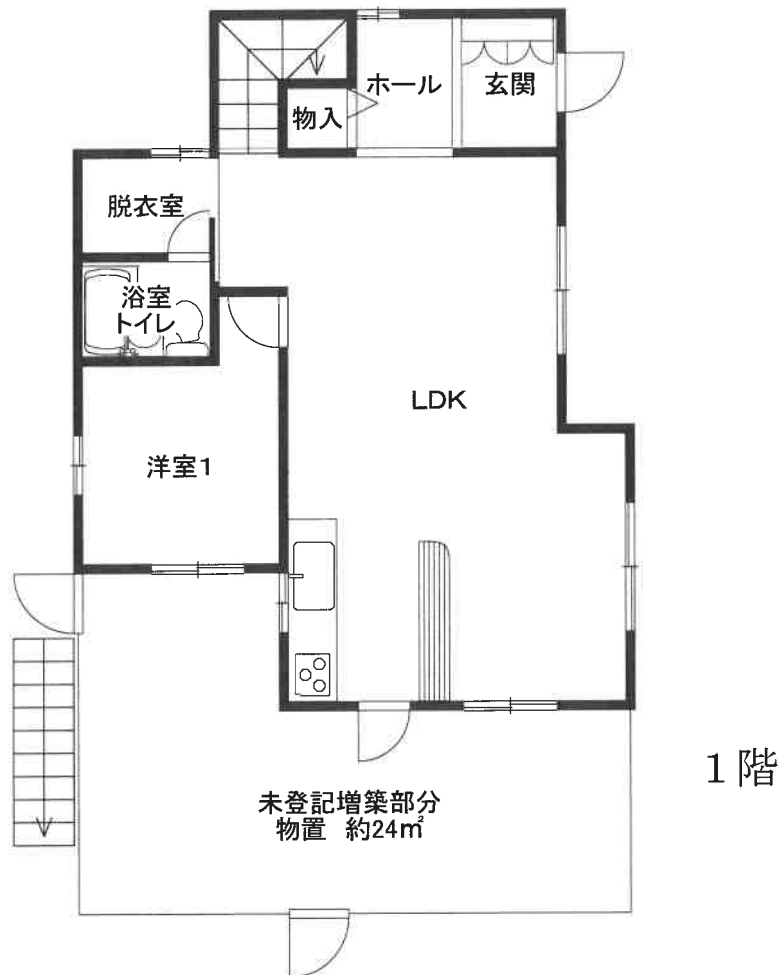 ホール
玄関
物入
脱衣室
浴室
トイレ
LDK
洋室1
未登記増築部分
物置 約24㎡
1階